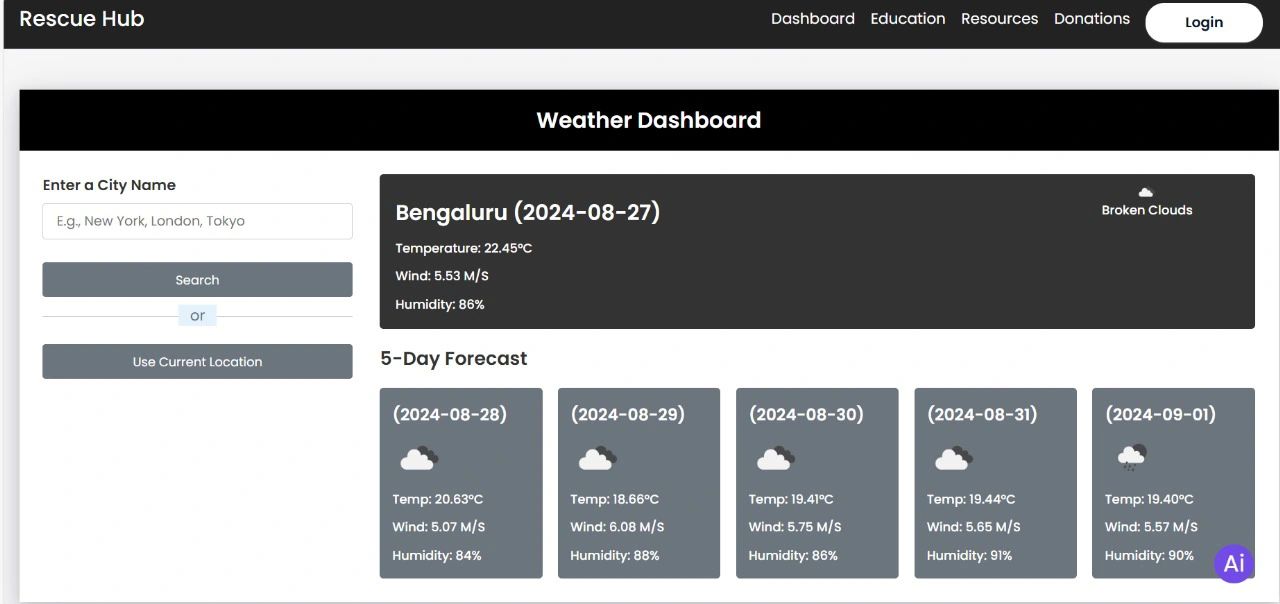 Rescue Hub
Dashboard Education Resources Donations Login
Weather Dashboard
Enter a City Name
E.g., New York, London, Tokyo
Search
or
Use Current Location
Bengaluru (2024-08-27)
Temperature: 22.45°C
Wind: 5.53 M/S
Humidity: 86%
Broken Clouds
5-Day Forecast
(2024-08-28)
Temp: 20.63°C
Wind: 5.07 M/S
Humidity: 84%
(2024-08-29)
Temp: 18.66°C
Wind: 6.08 M/S
Humidity: 88%
(2024-08-30)
Temp: 19.41°C
Wind: 5.75 M/S
Humidity: 86%
(2024-08-31)
Temp: 19.44°C
Wind: 5.65 M/S
Humidity: 91%
(2024-09-01)
Temp: 19.40°C
Wind: 5.57 M/S
Humidity: 90%
Ai